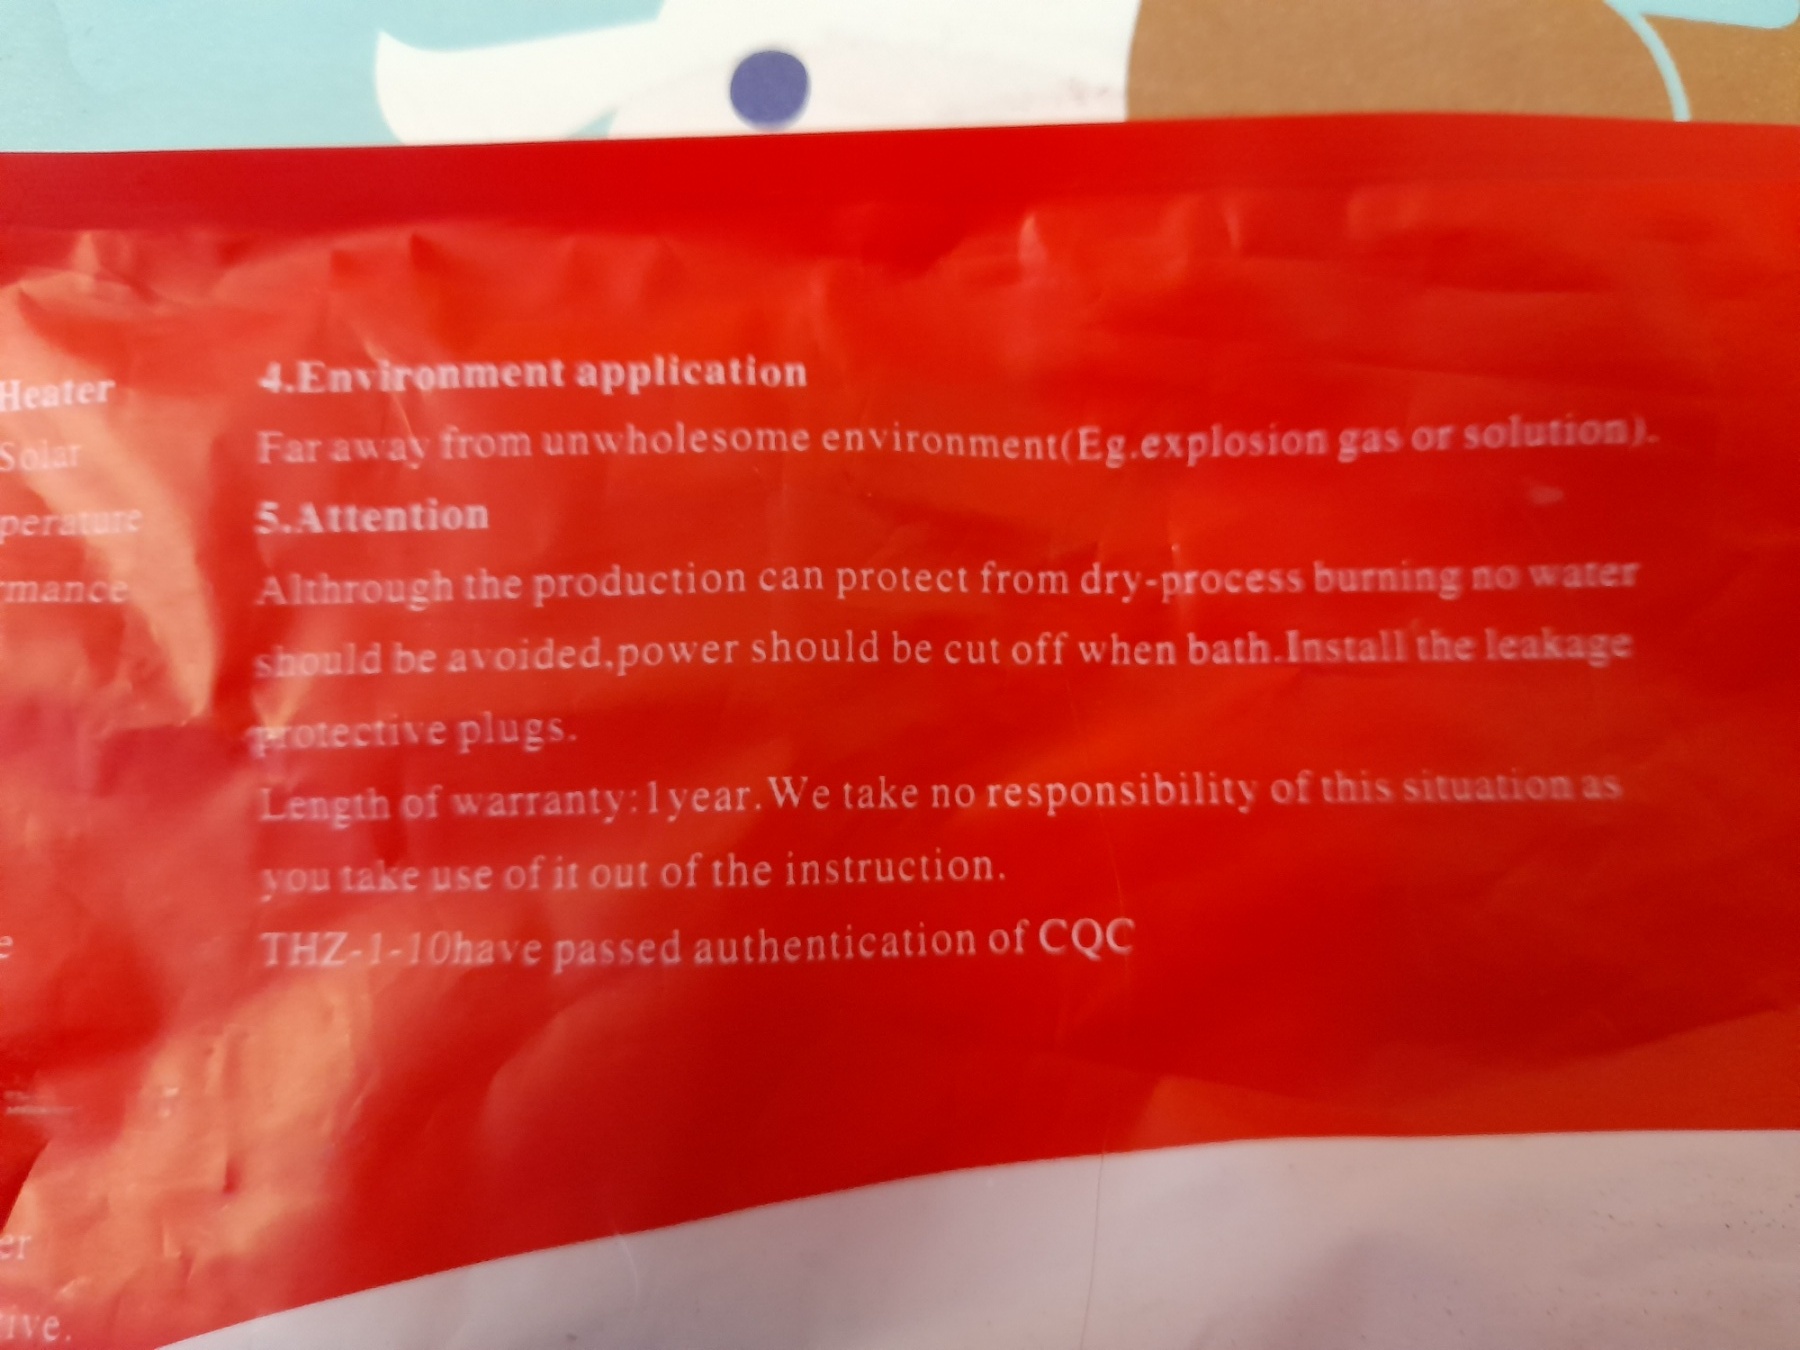 Heater
Solar
perature
rmance
e
er
tive.
4.Environment application
Far away from unwholesome environment(Eg.explosion gas or solution).
5.Attention
Althrough the production can protect from dry-process burning no water
should be avoided,power should be cut off when bath.Install the leakage
protective plugs.
Length of warranty:1year.We take no responsibility of this situation as
you take use of it out of the instruction.
THZ-1-10have passed authentication of CQC